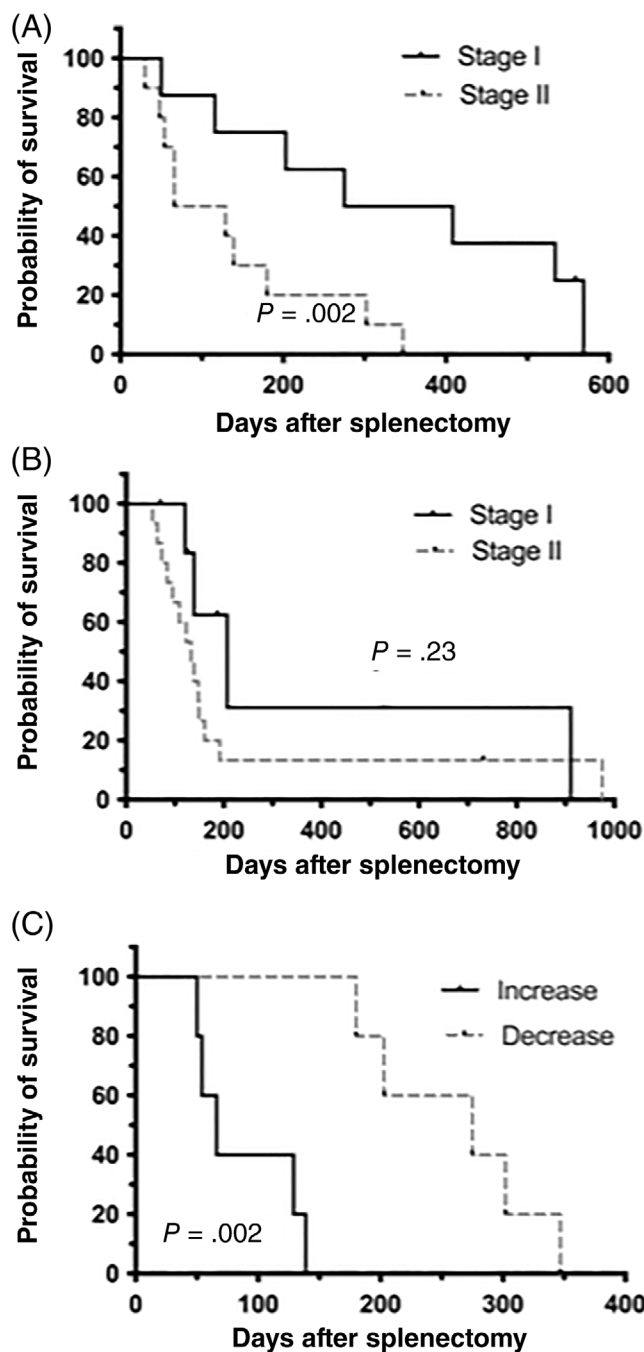 (A)
Probability of survival
100
80
60
40
20
0
Stage I
Stage II
P = .002
0 200 400 600
Days after splenectomy
(B)
Probability of survival
100
80
60
40
20
0
Stage I
Stage II
P = .23
0 200 400 600 800 1000
Days after splenectomy
(C)
Probability of survival
100
80
60
40
20
0
Increase
Decrease
P = .002
0 100 200 300 400
Days after splenectomy